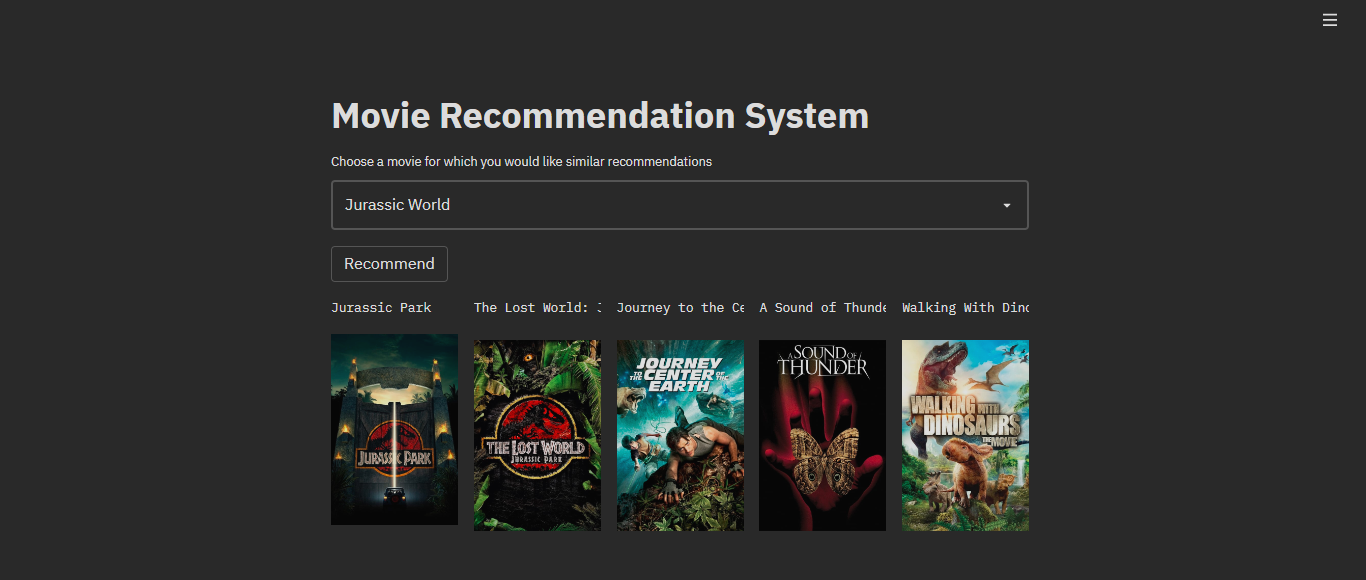 Movie Recommendation System
Choose a movie for which you would like similar recommendations
Jurassic World
Recommend
Jurassic Park
The Lost World: J
Journey to the Ce
A Sound of Thunde
Walking With Dino
JURASSIC PARK
THE LOST WORLD
JURASSIC PARK
JOURNEY
TO THE CENTER OF THE
EARTH
A SOUND OF
THUNDER
WALKING WITH
DINOSAURS
THE MOVIE